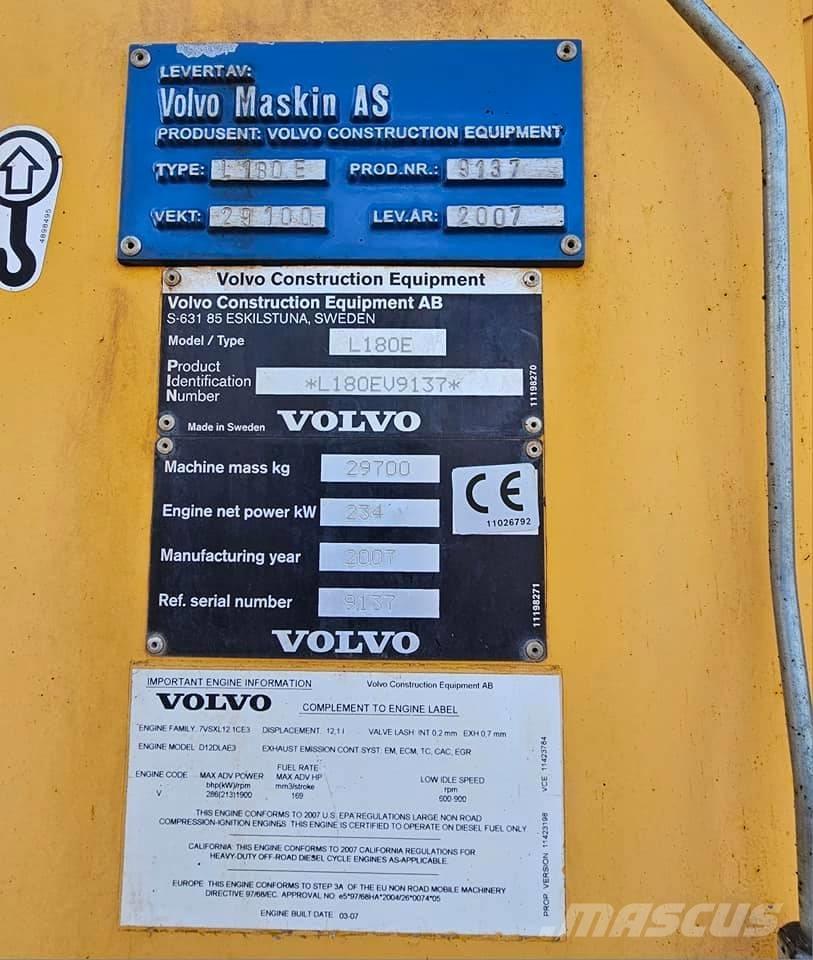 LEVERT AV:
Volvo Maskin AS
PRODUSENT: VOLVO CONSTRUCTION EQUIPMENT
TYPE: L 180 E PROD.NR.: 9137
VEKT: 29 100 LEV.ÅR: 2007
4898495
Volvo Construction Equipment
Volvo Construction Equipment AB
S-631 85 ESKILSTUNA, SWEDEN
Model / Type L180E
Product
Identification *L180EV9137*
Number
Made in Sweden VOLVO
11198270
Machine mass kg 29700
Engine net power kW 234
Manufacturing year 2007
Ref. serial number 9137
VOLVO
CE
11026792
11198271
IMPORTANT ENGINE INFORMATION Volvo Construction Equipment AB
VOLVO COMPLEMENT TO ENGINE LABEL
ENGINE FAMILY. 7VSXL12.1CE3 DISPLACEMENT. 12,1 l VALVE LASH INT 0,2 mm EXH 0,7 mm
ENGINE MODEL D12DLAE3 EXHAUST EMISSION CONT SYST: EM, ECM, TC, CAC, EGR
ENGINE CODE MAX ADV POWER FUEL RATE MAX ADV HP LOW IDLE SPEED
bhp(kW)/rpm mm3/stroke rpm
V 286(213)1900 169 600-900
THIS ENGINE CONFORMS TO 2007 U.S. EPA REGULATIONS LARGE NON ROAD
COMPRESSION-IGNITION ENGINES. THIS ENGINE IS CERTIFIED TO OPERATE ON DIESEL FUEL ONLY
CALIFORNIA: THIS ENGINE CONFORMS TO 2007 CALIFORNIA REGULATIONS FOR
HEAVY-DUTY OFF-ROAD DIESEL CYCLE ENGINES AS-APPLICABLE.
EUROPE: THIS ENGINE CONFORMS TO STEP 3A OF THE EU NON ROAD MOBILE MACHINERY
DIRECTIVE 97/68/EC. APPROVAL NO. e5*97/68HA*2004/26*0074*05
ENGINE BUILT DATE 03-07
PROP. VERSION 11423198 VCE 11423784
MASCUS